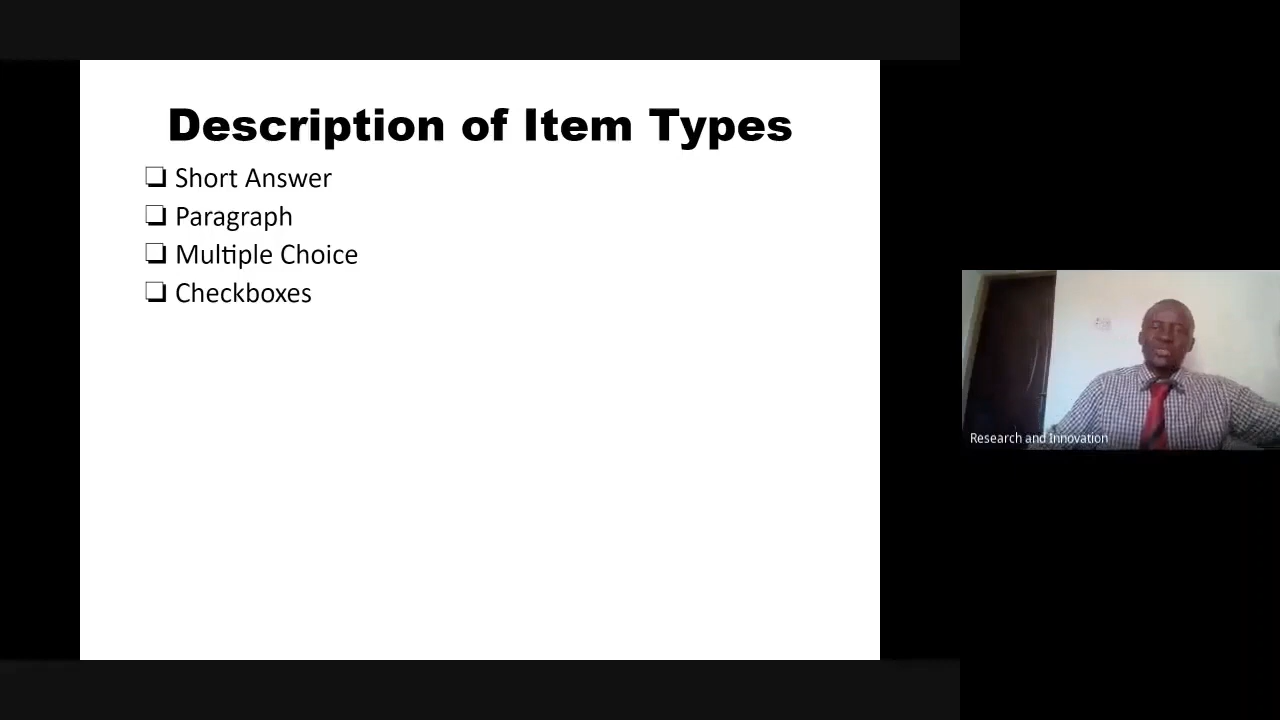 Description of Item Types
Short Answer
Paragraph
Multiple Choice
Checkboxes
Research and Innovation